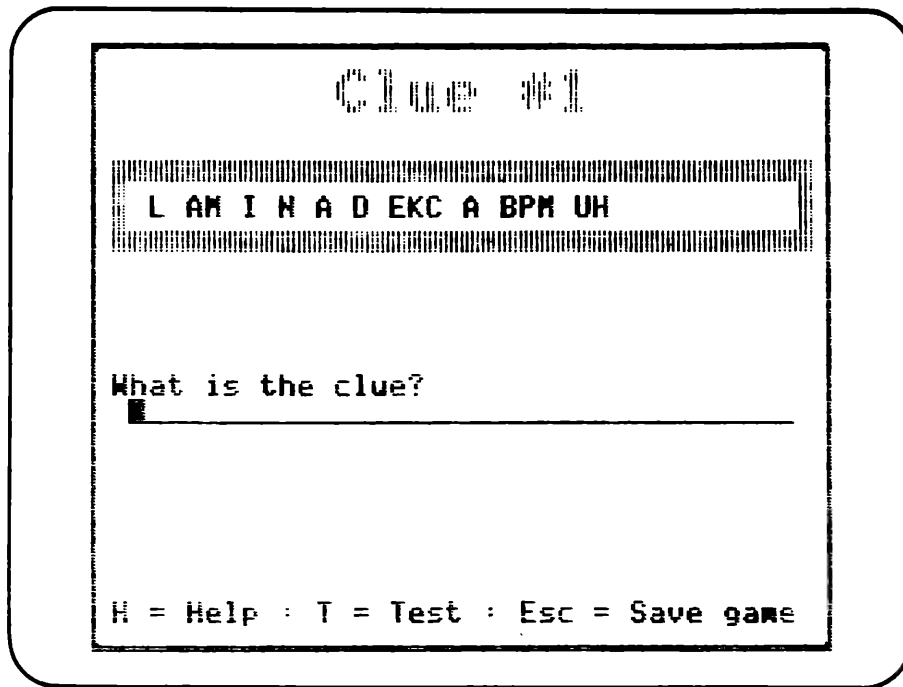 Clue #1
L AM I N A D EKC A BPM UH
What is the clue?
H = Help : T = Test : Esc = Save game